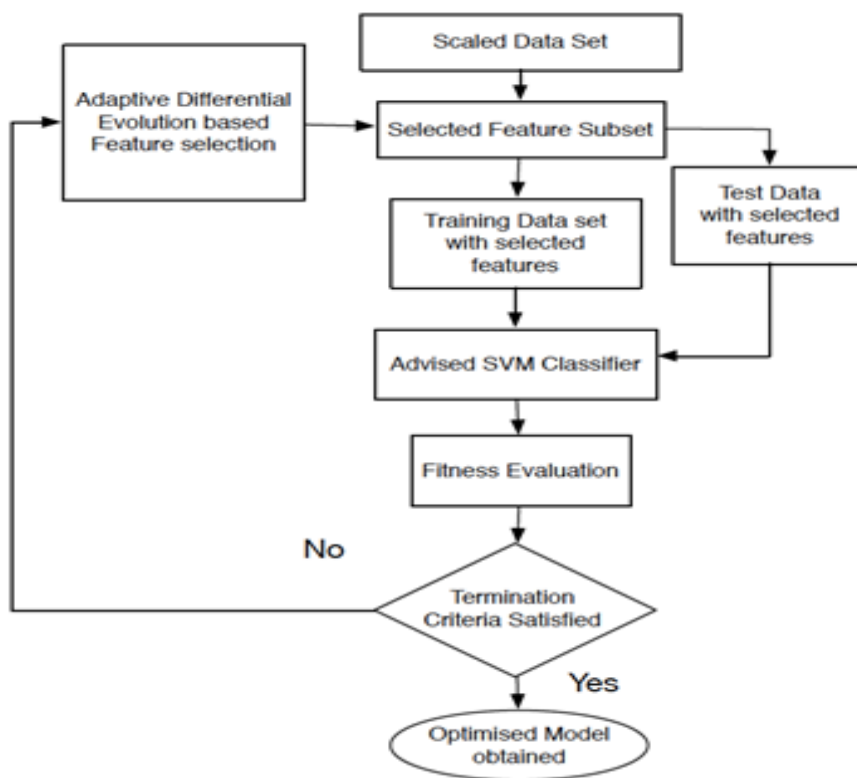 Scaled Data Set
Adaptive Differential
Evolution based
Feature selection
Selected Feature Subset
Test Data
with selected
features
Training Data set
with selected
features
Advised SVM Classifier
Fitness Evaluation
No
Termination
Criteria Satisfied
Yes
Optimised Model
obtained